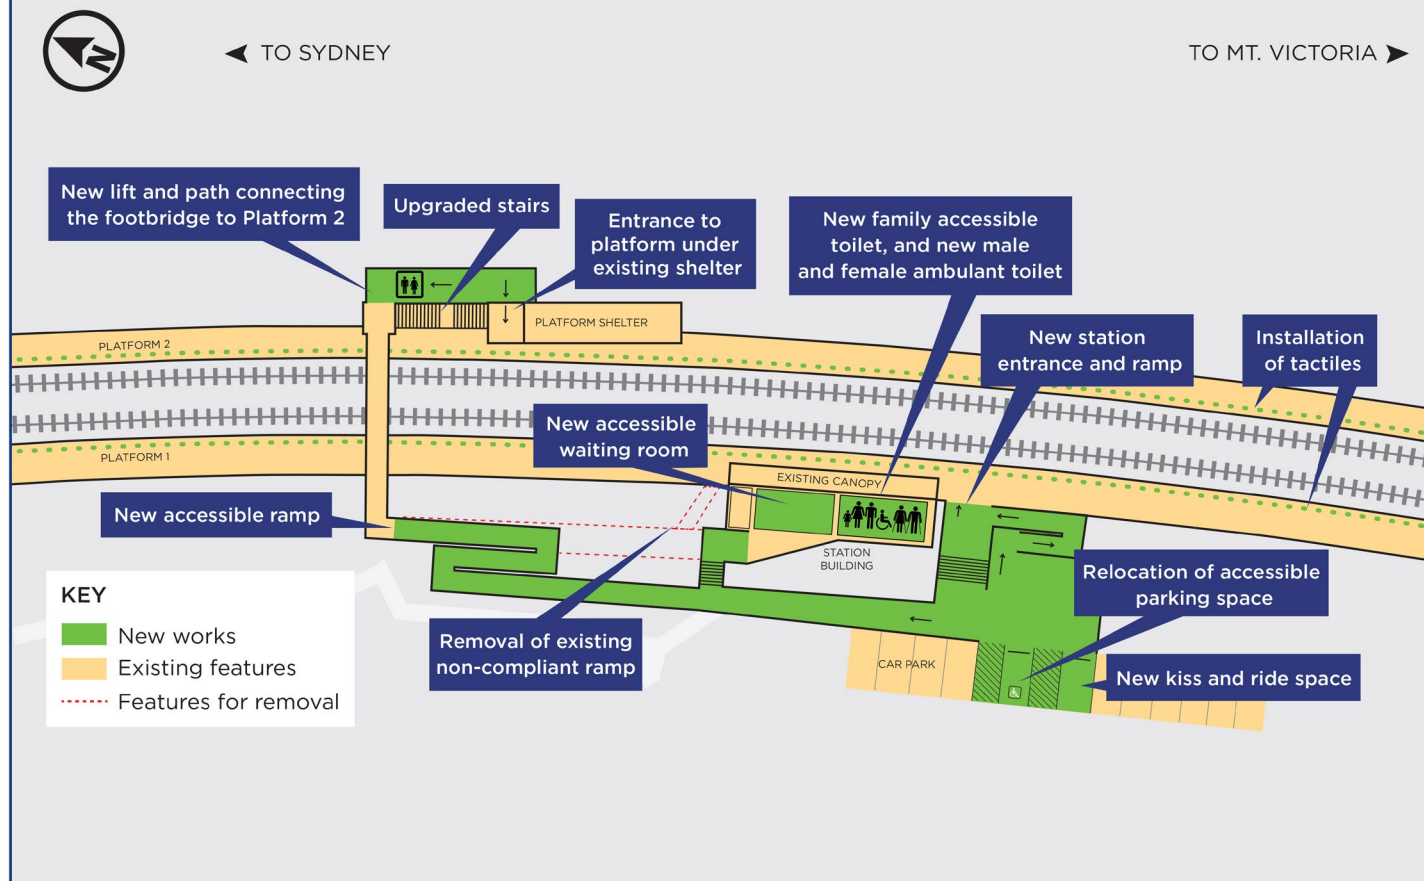 N
TO SYDNEY
TO MT. VICTORIA
New lift and path connecting
the footbridge to Platform 2
Upgraded stairs
Entrance to
platform under
existing shelter
New family accessible
toilet, and new male
and female ambulant toilet
PLATFORM SHELTER
New station
entrance and ramp
Installation
of tactiles
PLATFORM 2
New accessible
waiting room
PLATFORM 1
EXISTING CANOPY
New accessible ramp
STATION
BUILDING
Relocation of accessible
parking space
KEY
New works
Existing features
Features for removal
Removal of existing
non-compliant ramp
CAR PARK
New kiss and ride space